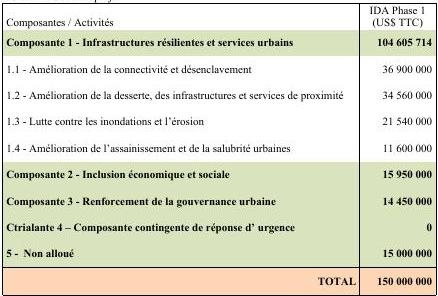 Composantes / Activités
IDA Phase 1
(US$ TTC)
Composante 1 - Infrastructures résilientes et services urbains 104 605 714
1.1 - Amélioration de la connectivité et désenclavement 36 900 000
1.2 - Amélioration de la desserte, des infrastructures et services de proximité 34 560 000
1.3 - Lutte contre les inondations et l'érosion 21 540 000
1.4 - Amélioration de l'assainissement et de la salubrité urbaines 11 600 000
Composante 2 - Inclusion économique et sociale 15 950 000
Composante 3 - Renforcement de la gouvernance urbaine 14 450 000
Ctrialante 4 – Composante contingente de réponse d' urgence 0
5 - Non alloué 15 000 000
TOTAL 150 000 000